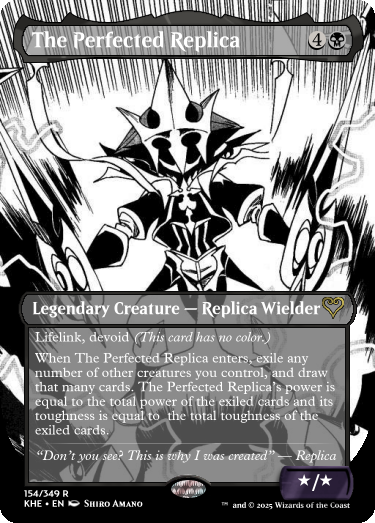 The Perfected Replica 4
Legendary Creature — Replica Wielder
Lifelink, devoid (This card has no color.)
When The Perfected Replica enters, exile any
number of other creatures you control, and draw
that many cards. The Perfected Replica's power is
equal to the total power of the exiled cards and its
toughness is equal to the total toughness of the
exiled cards.
"Don't you see? This is why I was created" — Replica
★/★
154/349 R
KHE • EN Shiro Amano
™ and © 2025 Wizards of the Coast